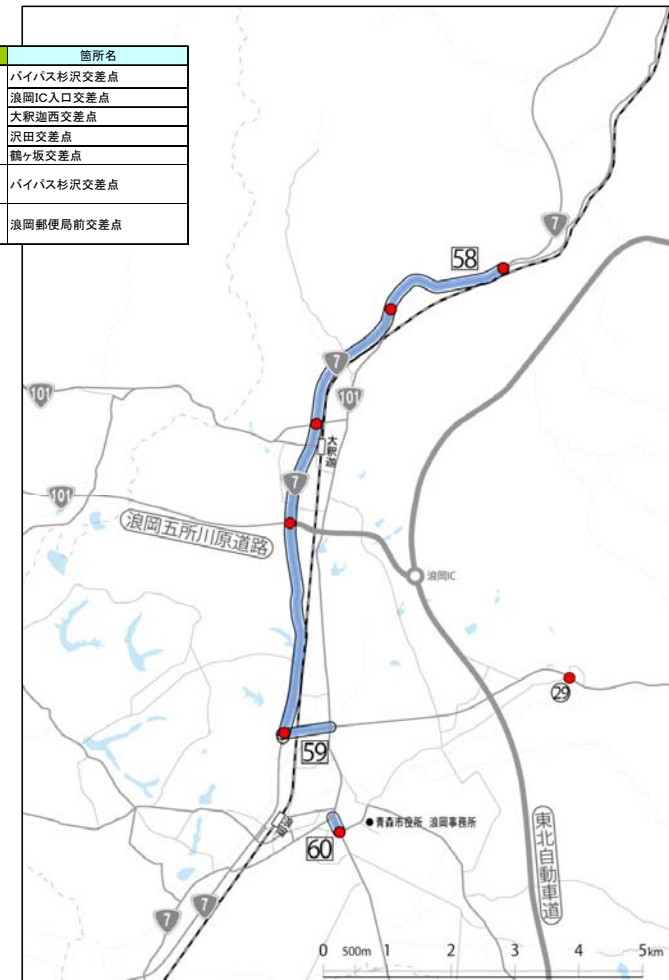 箇所名
バイパス杉沢交差点
浪岡IC入口交差点
大釈迦西交差点
沢田交差点
鶴ヶ坂交差点
バイパス杉沢交差点
浪岡郵便局前交差点
7
58
7
101
101
大釈迦
7
101
浪岡五所川原道路
浪岡IC
29
59
浪岡
60
●青森市役所 浪岡事務所
東北自動車道
7
7
0 500m 1 2 3 4 5km